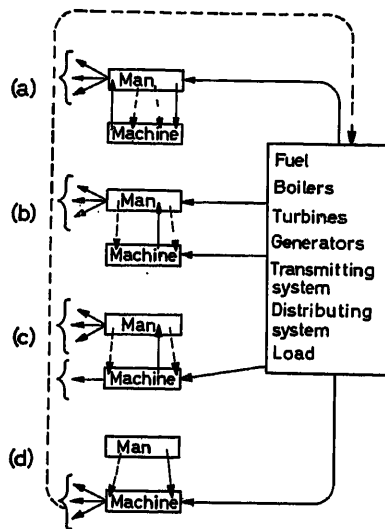 (a)
Man
Machine
(b)
Man
Machine
(c)
Man
Machine
(d)
Man
Machine
Fuel
Boilers
Turbines
Generators
Transmitting
system
Distributing
system
Load